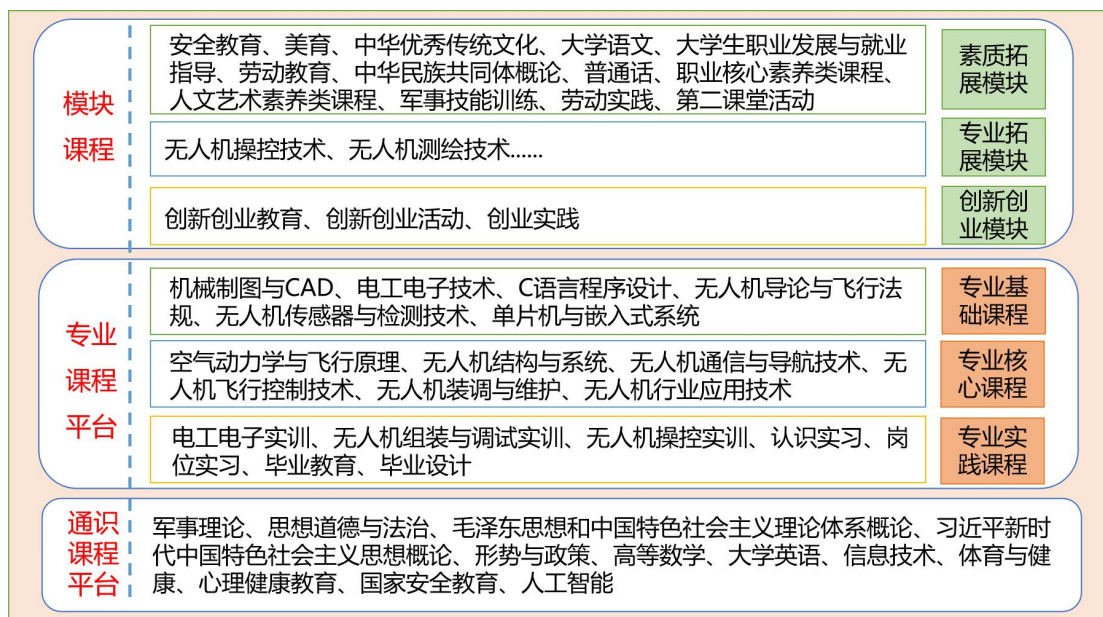 模块
课程
安全教育、美育、中华优秀传统文化、大学语文、大学生职业发展与就业
指导、劳动教育、中华民族共同体概论、普通话、职业核心素养类课程、
人文艺术素养类课程、军事技能训练、劳动实践、第二课堂活动
素质拓
展模块
无人机操控技术、无人机测绘技术......
专业拓
展模块
创新创业教育、创新创业活动、创业实践
创新创
业模块
专业
课程
平台
机械制图与CAD、电工电子技术、C语言程序设计、无人机导论与飞行法
规、无人机传感器与检测技术、单片机与嵌入式系统
专业基
础课程
空气动力学与飞行原理、无人机结构与系统、无人机通信与导航技术、无
人机飞行控制技术、无人机装调与维护、无人机行业应用技术
专业核
心课程
电工电子实训、无人机组装与调试实训、无人机操控实训、认识实习、岗
位实习、毕业教育、毕业设计
专业实
践课程
通识
课程
平台
军事理论、思想道德与法治、毛泽东思想和中国特色社会主义理论体系概论、习近平新时
代中国特色社会主义思想概论、形势与政策、高等数学、大学英语、信息技术、体育与健
康、心理健康教育、国家安全教育、人工智能